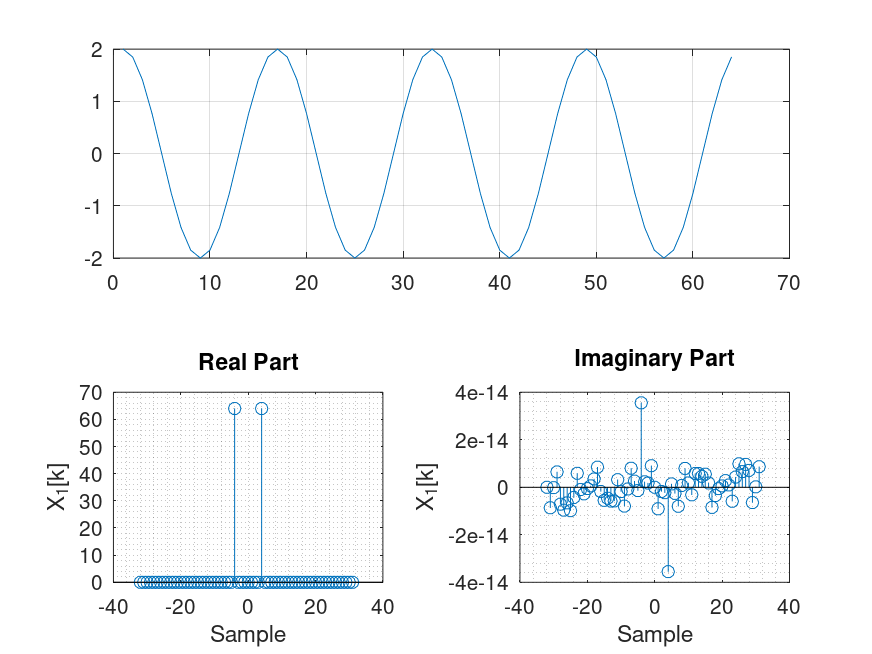 2
1
0
-1
-2
0 10 20 30 40 50 60 70
Real Part
70
60
50
40
30
20
10
0
X1[k]
-40 -20 0 20 40
Sample
Imaginary Part
4e-14
2e-14
0
-2e-14
-4e-14
X1[k]
-40 -20 0 20 40
Sample